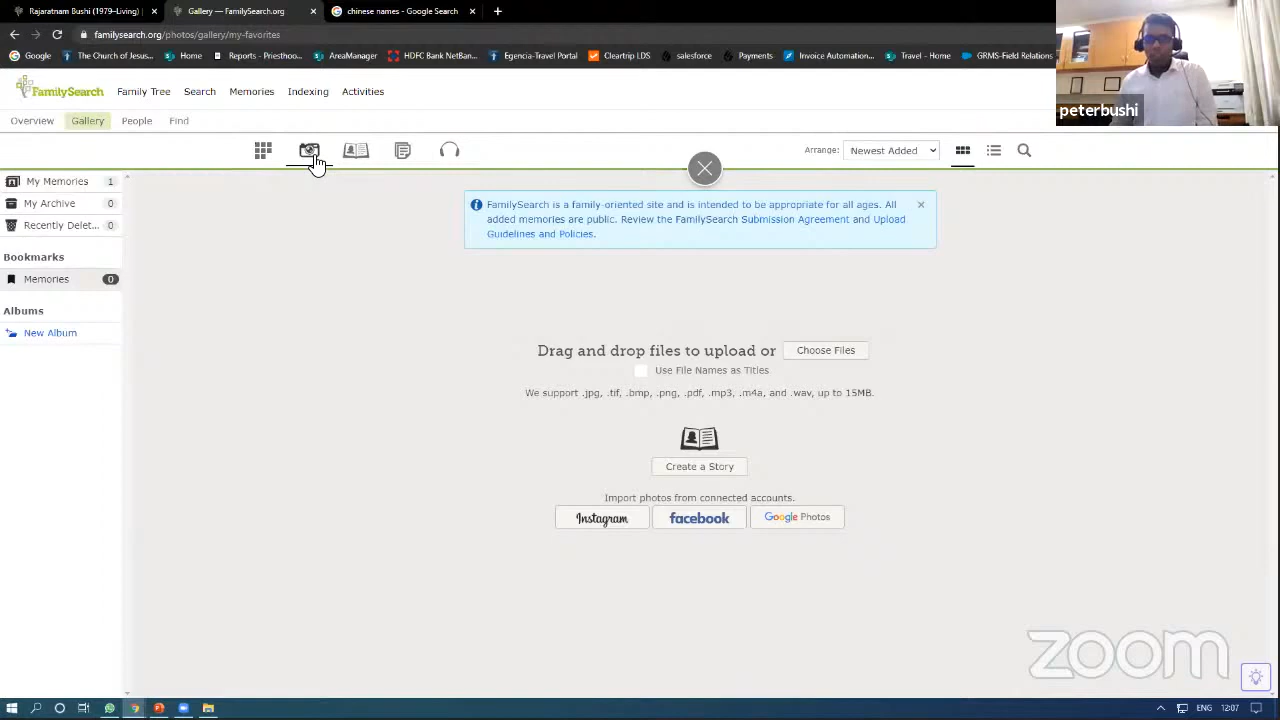 Rajaratnam Bushi (1979–Living) |
Gallery — FamilySearch.org
chinese names - Google Search
familysearch.org/photos/gallery/my-favorites
Google
The Church of Jesus...
Home
Reports - Priesthoo...
AreaManager
HDFC Bank NetBan...
Egencia-Travel Portal
Cleartrip LDS
salesforce
Payments
Invoice Automation...
Travel - Home
GRMS-Field Relations
peterbushi
FamilySearch
Family Tree
Search
Memories
Indexing
Activities
Overview
Gallery
People
Find
Arrange:
Newest Added
My Memories 1
My Archive 0
Recently Delet... 0
Bookmarks
Memories 0
Albums
New Album
FamilySearch is a family-oriented site and is intended to be appropriate for all ages. All
added memories are public. Review the FamilySearch Submission Agreement and Upload
Guidelines and Policies.
Drag and drop files to upload or
Choose Files
Use File Names as Titles
We support .jpg, .tif, .bmp, .png, .pdf, .mp3, .m4a, and .wav, up to 15MB.
Create a Story
Import photos from connected accounts.
Instagram
facebook
Google Photos
zoom
ENG
12:07